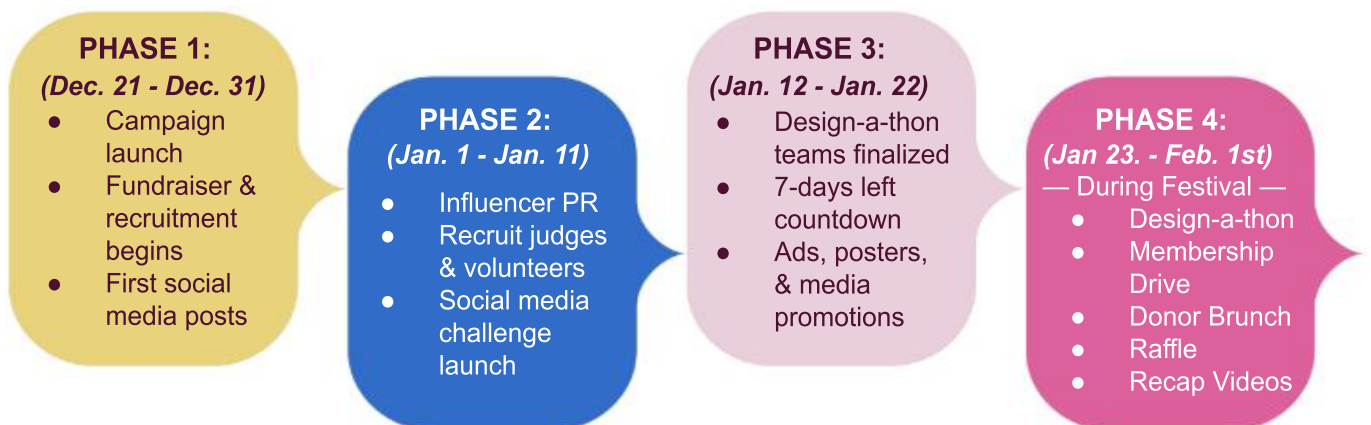 PHASE 1:
(Dec. 21 - Dec. 31)
● Campaign
launch
● Fundraiser &
recruitment
begins
● First social
media posts
PHASE 2:
(Jan. 1 - Jan. 11)
● Influencer PR
● Recruit judges
& volunteers
● Social media
challenge
launch
PHASE 3:
(Jan. 12 - Jan. 22)
● Design-a-thon
teams finalized
● 7-days left
countdown
● Ads, posters,
& media
promotions
PHASE 4:
(Jan 23. - Feb. 1st)
— During Festival —
● Design-a-thon
● Membership
Drive
● Donor Brunch
● Raffle
● Recap Videos